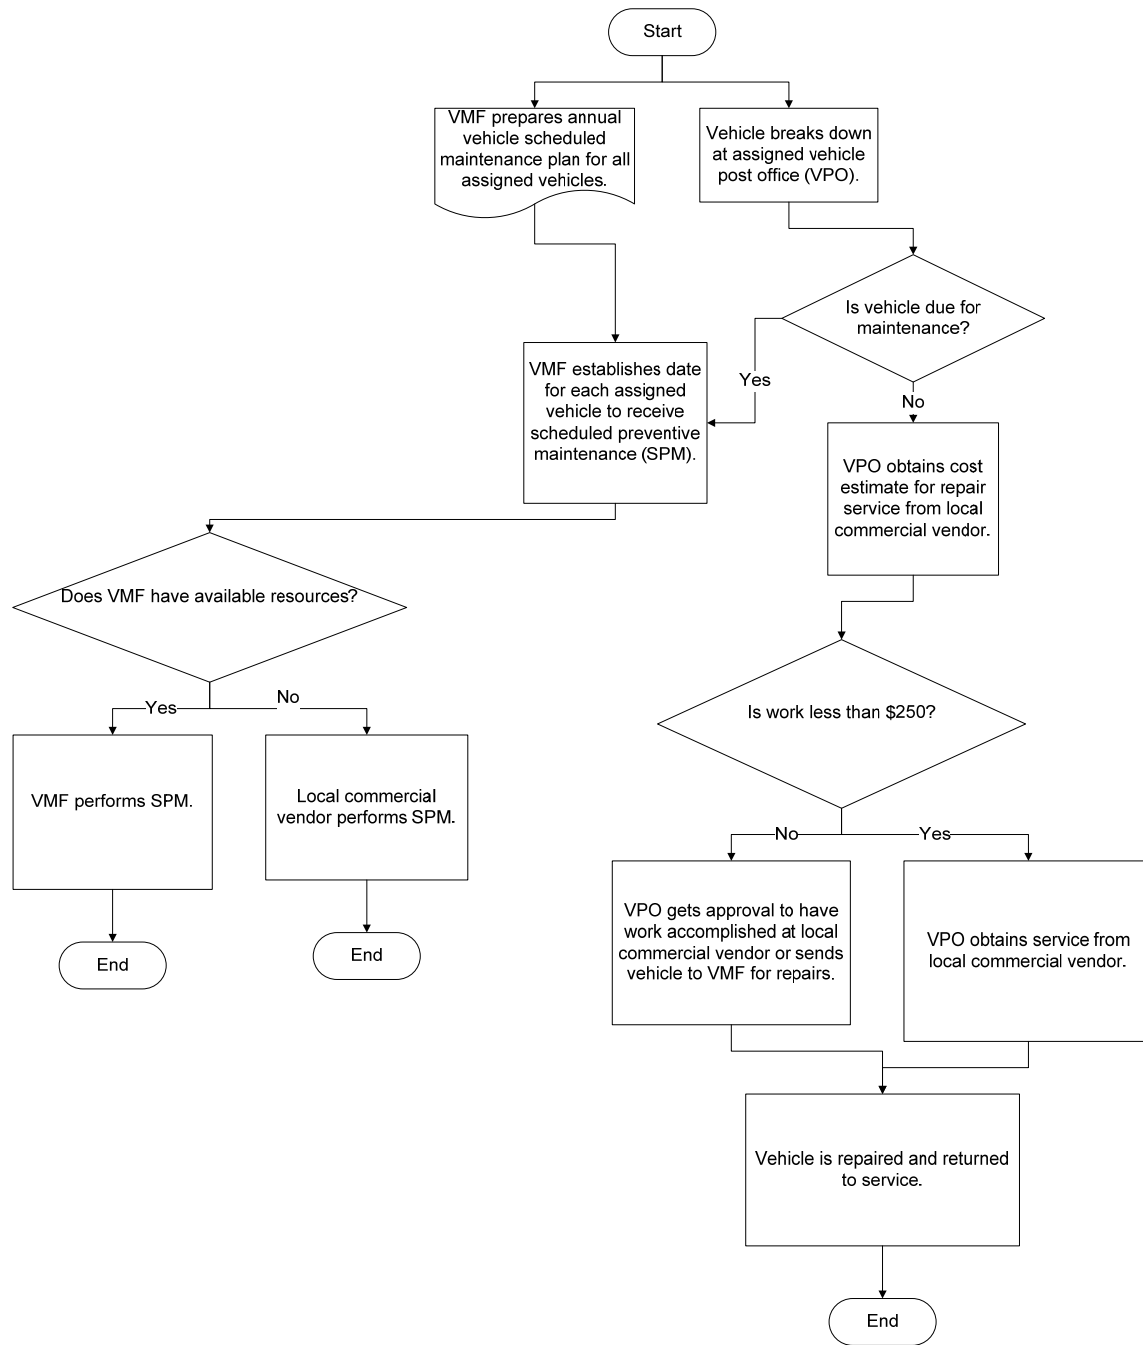 Start
VMF prepares annual
vehicle scheduled
maintenance plan for all
assigned vehicles.
Vehicle breaks down
at assigned vehicle
post office (VPO).
Is vehicle due for
maintenance?
Yes
No
VMF establishes date
for each assigned
vehicle to receive
scheduled preventive
maintenance (SPM).
VPO obtains cost
estimate for repair
service from local
commercial vendor.
Does VMF have available resources?
Yes
No
Is work less than $250?
VMF performs SPM.
Local commercial
vendor performs SPM.
No
Yes
VPO gets approval to have
work accomplished at local
commercial vendor or sends
vehicle to VMF for repairs.
VPO obtains service from
local commercial vendor.
End
End
Vehicle is repaired and returned
to service.
End